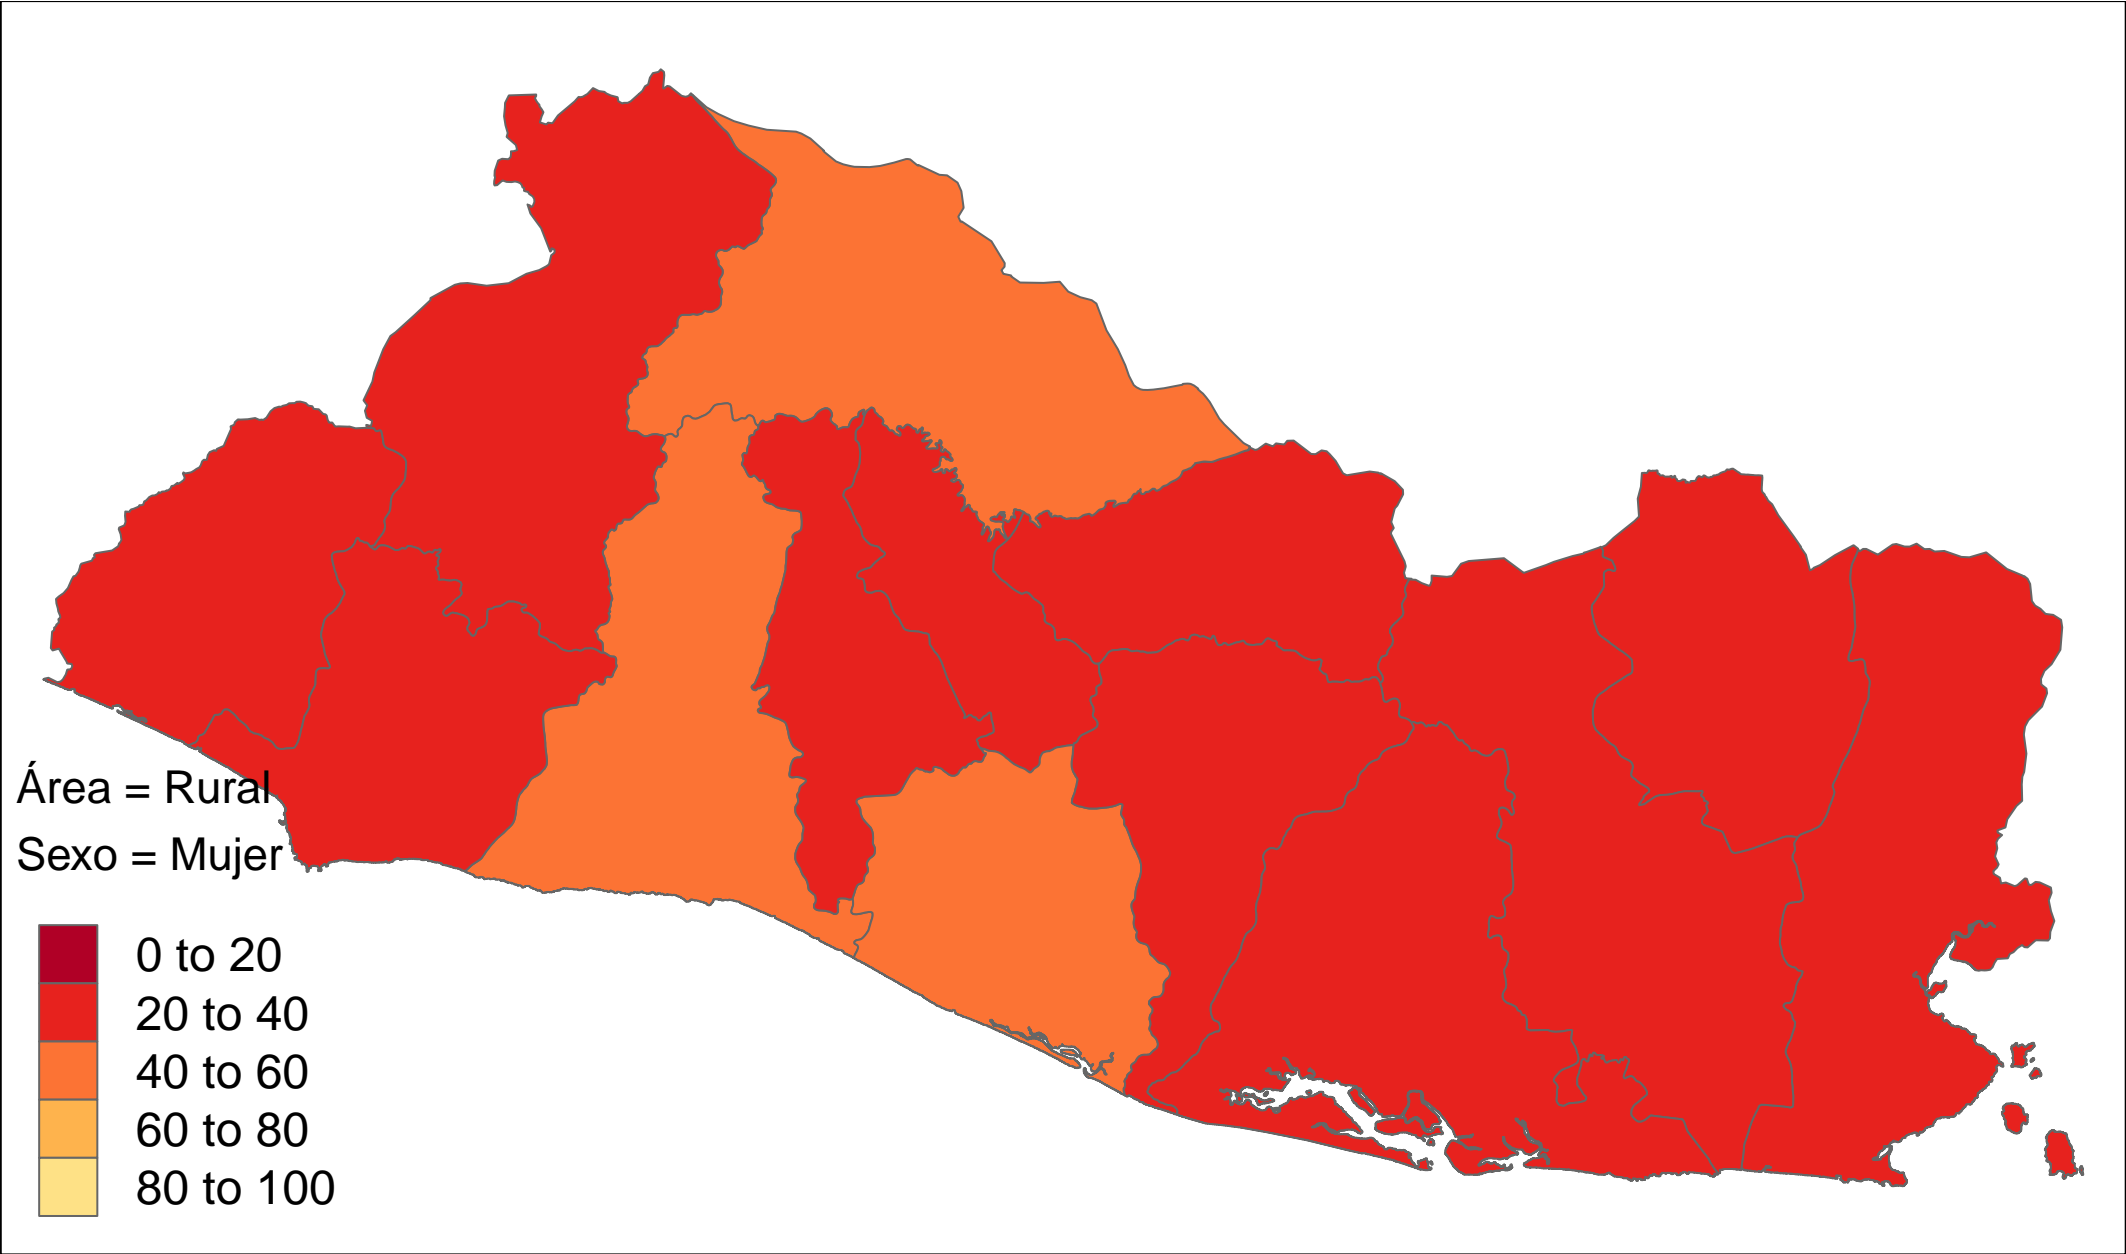 Área = Rural
Sexo = Mujer
0 to 20
20 to 40
40 to 60
60 to 80
80 to 100